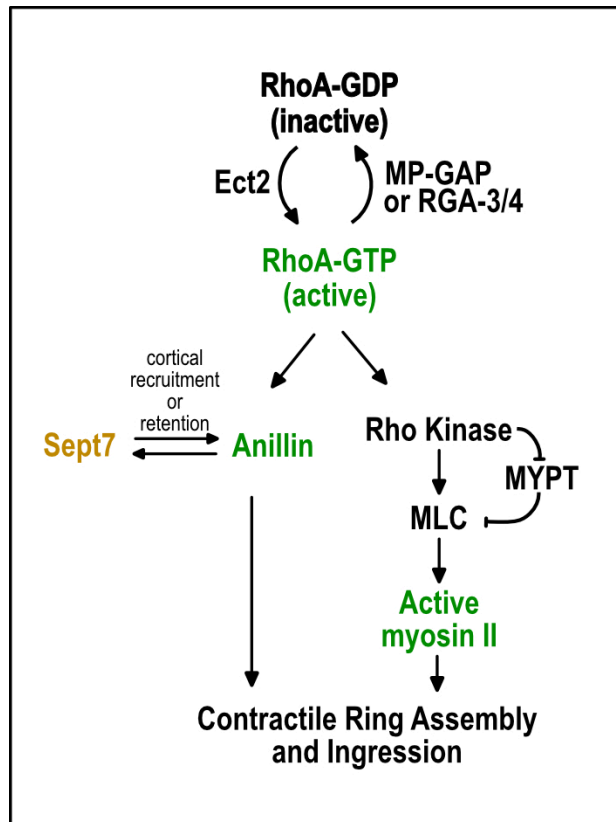 RhoA-GDP
(inactive)
Ect2
MP-GAP
or RGA-3/4
RhoA-GTP
(active)
cortical
recruitment
or
retention
Sept7
Anillin
Rho Kinase
MYPT
MLC
Active
myosin II
Contractile Ring Assembly
and Ingression